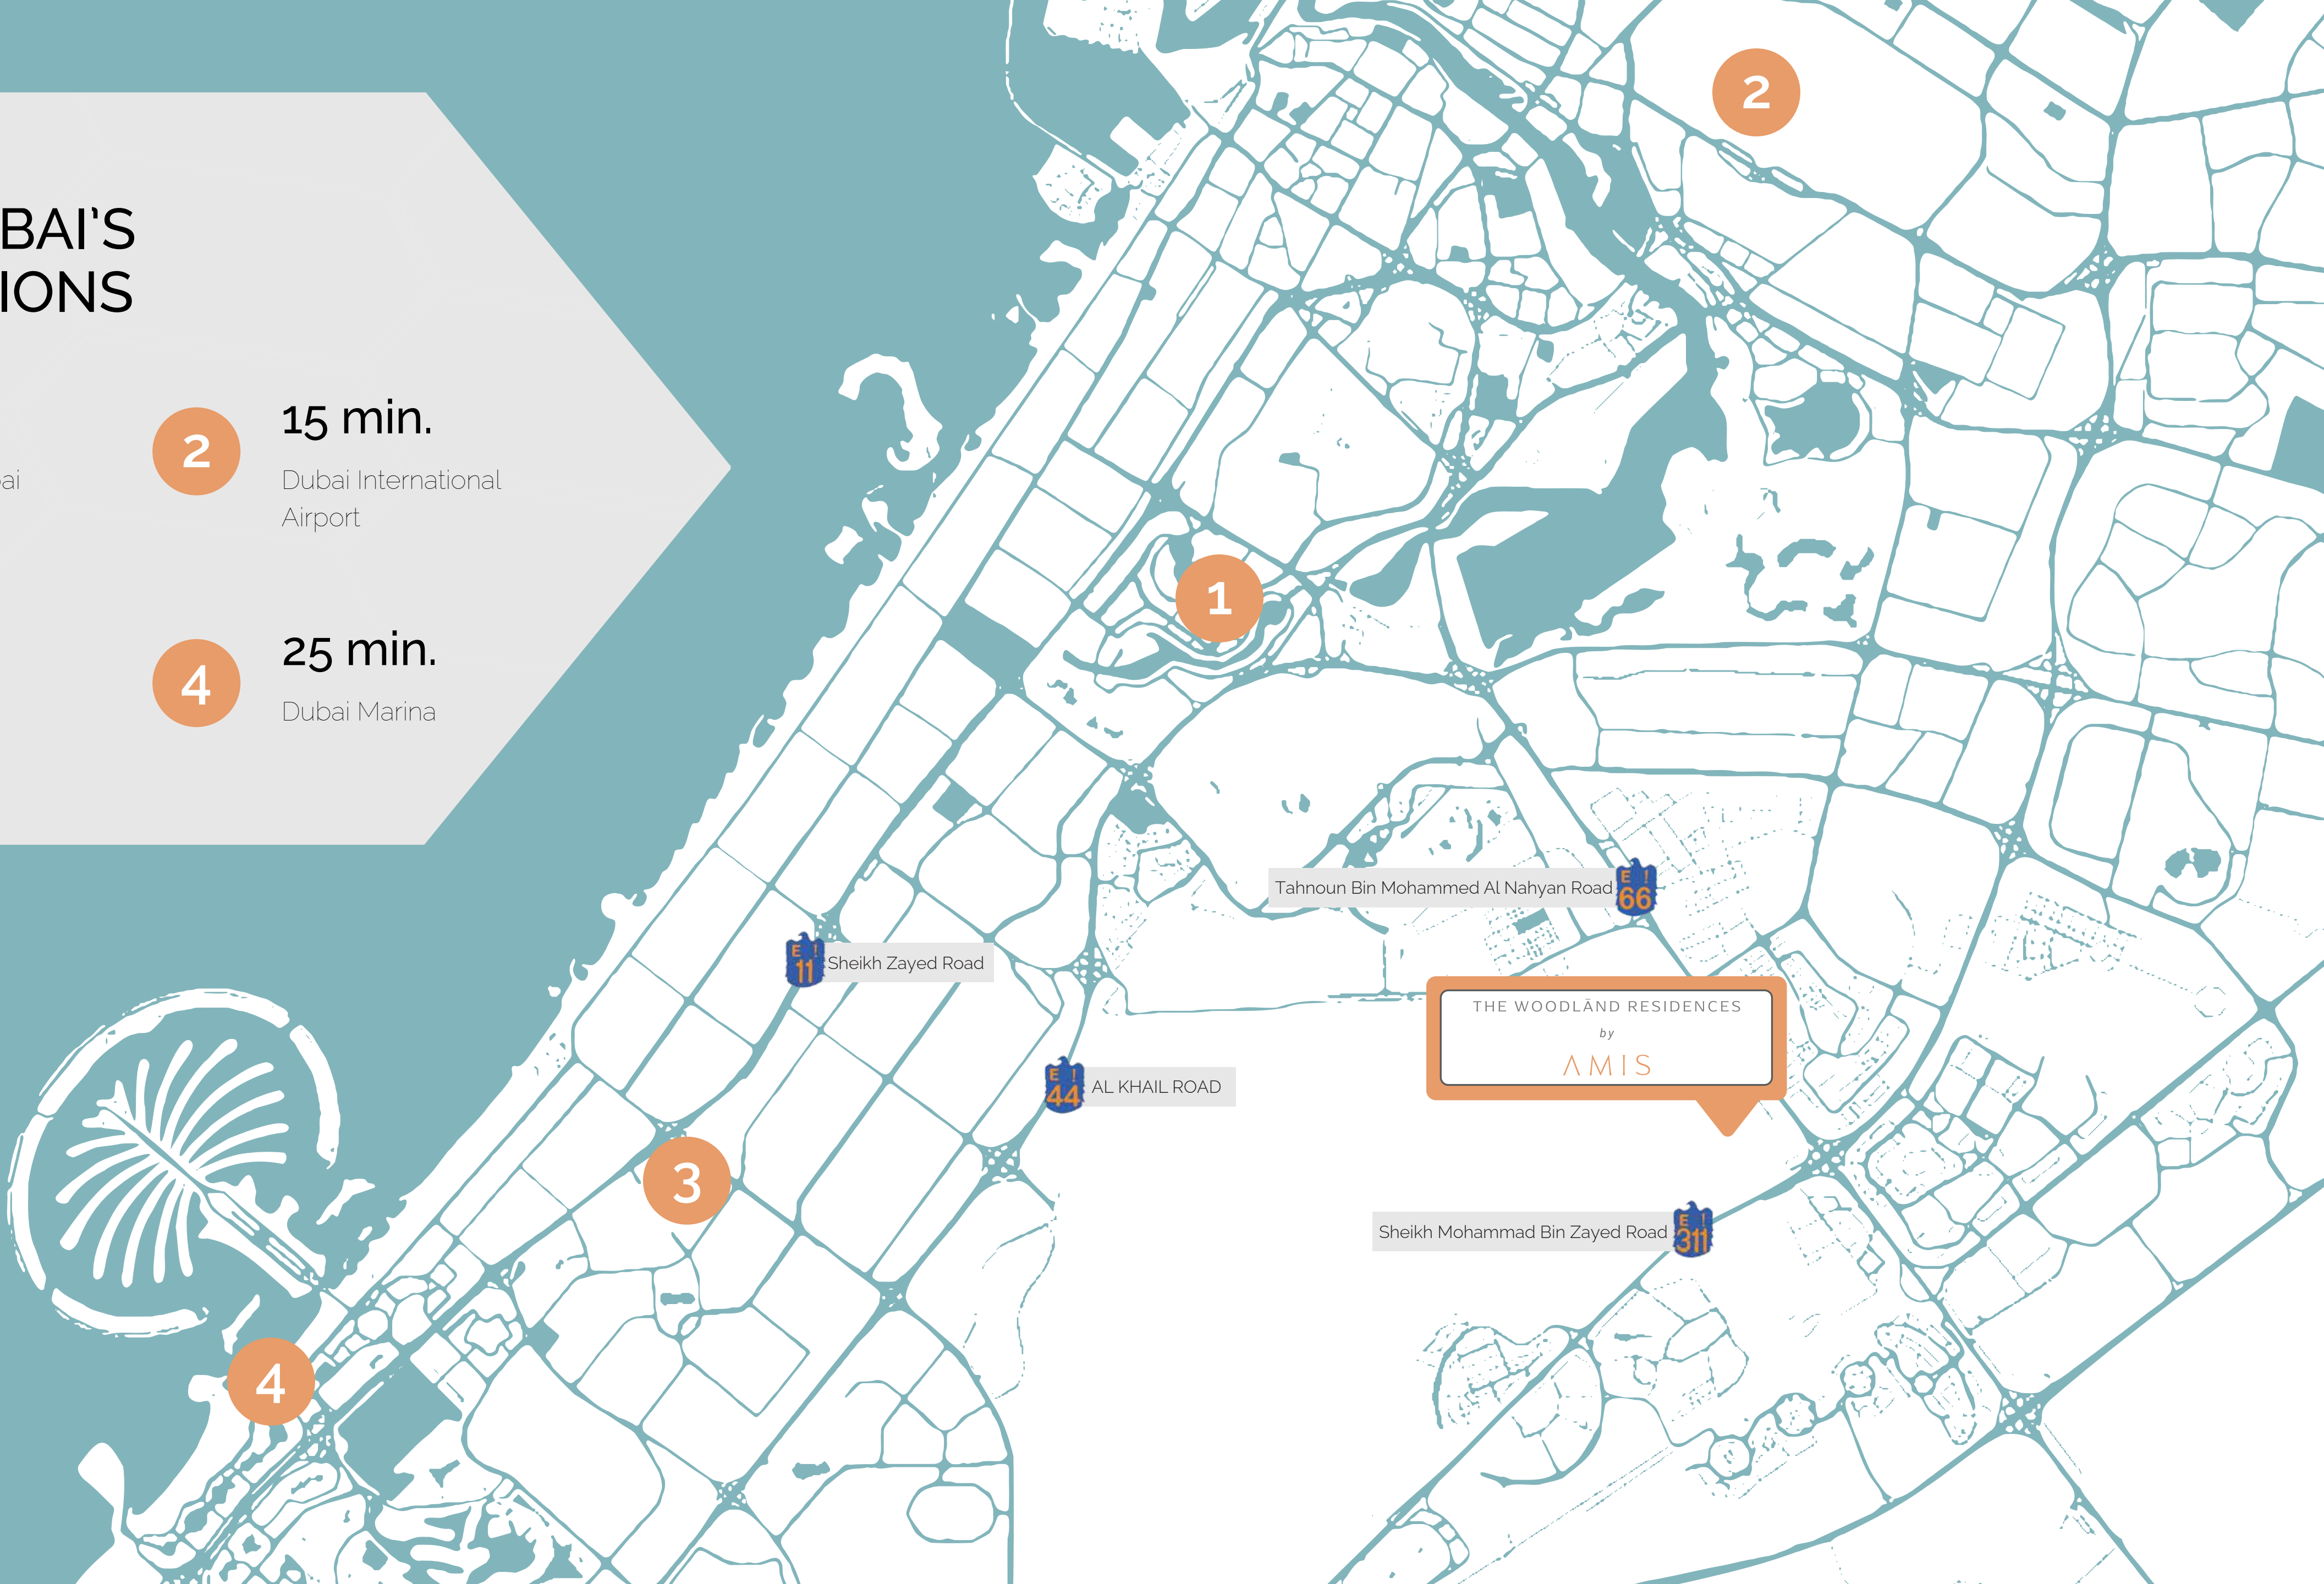 BAI'S
IONS
2
15 min.
ai
Dubai International
Airport
4
25 min.
Dubai Marina
2
1
Tahnoun Bin Mohammed Al Nahyan Road
E
66
E
11
Sheikh Zayed Road
THE WOODLĀND RESIDENCES
by
AMIS
E
44
AL KHAIL ROAD
3
Sheikh Mohammad Bin Zayed Road
E
311
4